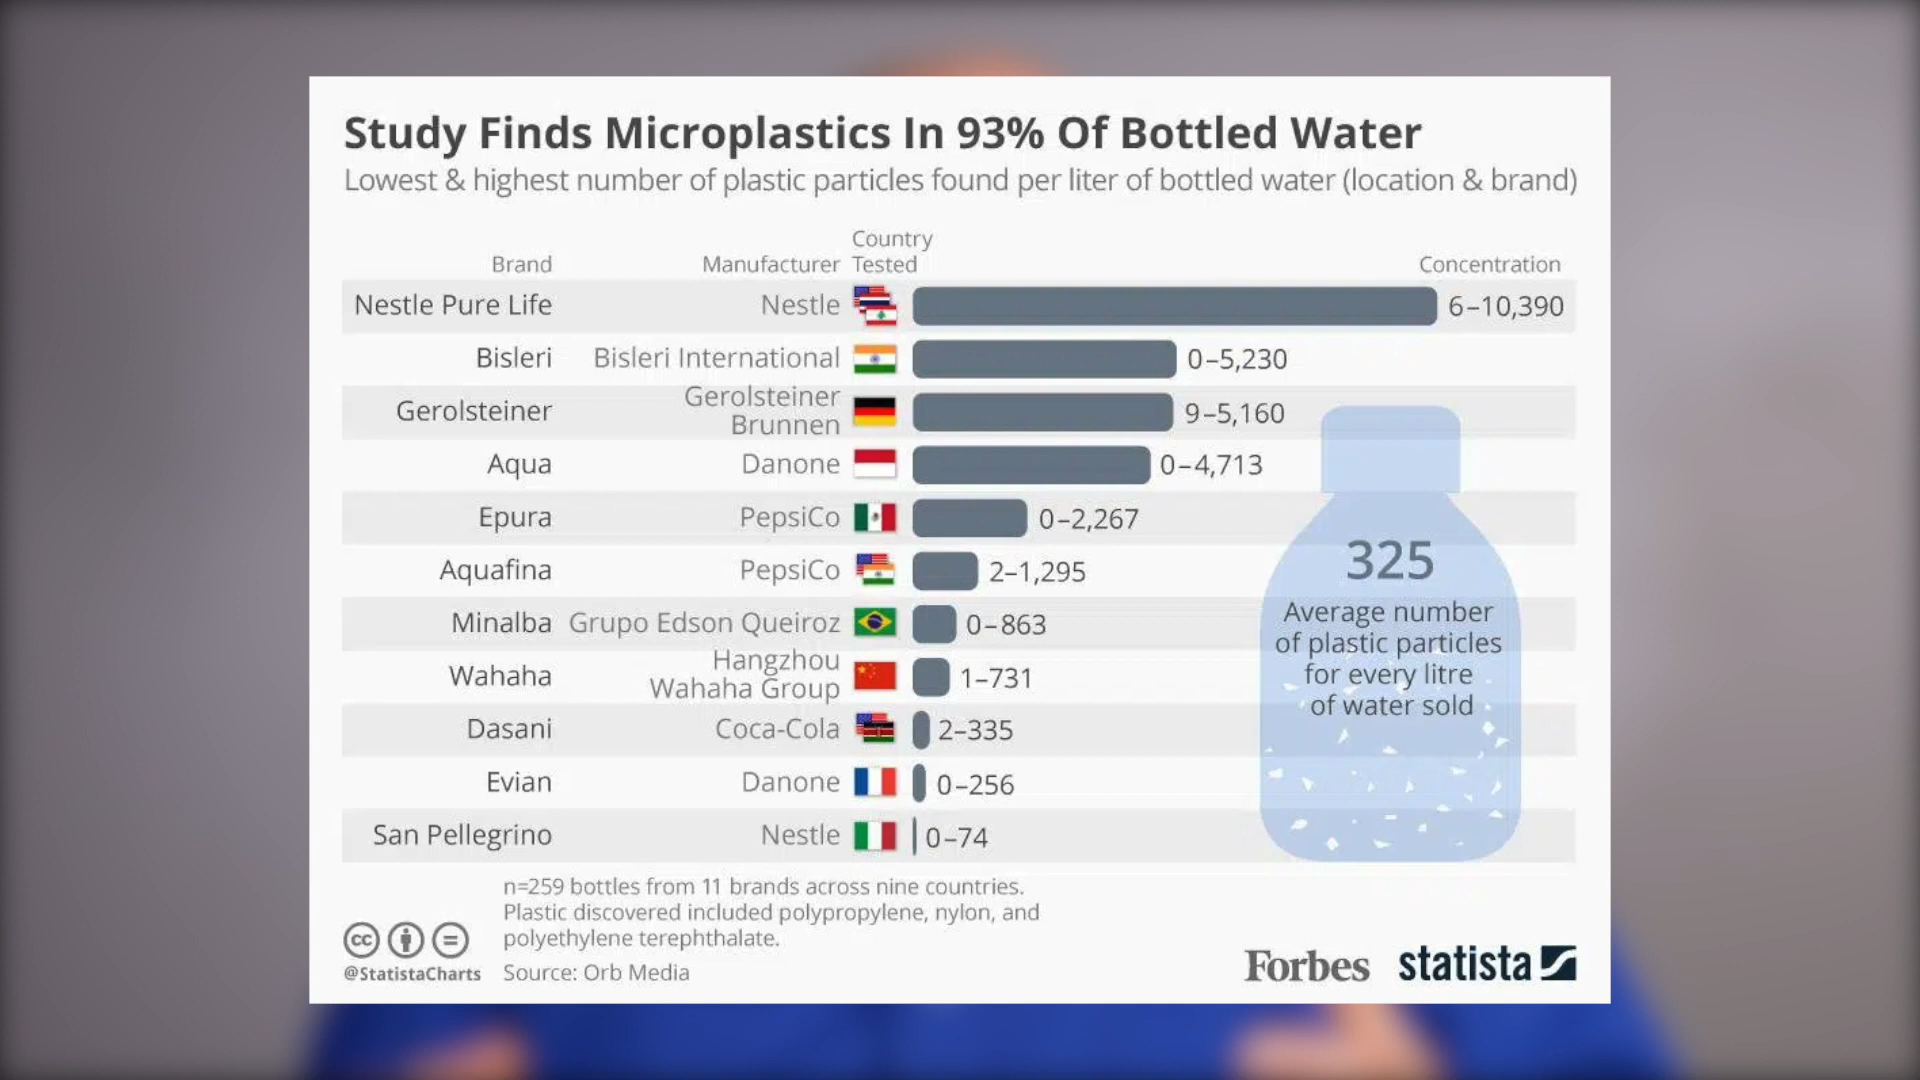 Study Finds Microplastics In 93% Of Bottled Water
Lowest & highest number of plastic particles found per liter of bottled water (location & brand)
Brand Manufacturer Country Tested Concentration
Nestle Pure Life Nestle 6–10,390
Bisleri Bisleri International 0–5,230
Gerolsteiner Gerolsteiner Brunnen 9–5,160
Aqua Danone 0–4,713
Epura PepsiCo 0–2,267
Aquafina PepsiCo 2–1,295
Minalba Grupo Edson Queiroz 0–863
Wahaha Hangzhou Wahaha Group 1–731
Dasani Coca-Cola 2–335
Evian Danone 0–256
San Pellegrino Nestle 0–74
325
Average number
of plastic particles
for every litre
of water sold
n=259 bottles from 11 brands across nine countries.
Plastic discovered included polypropylene, nylon, and
polyethylene terephthalate.
cc
@StatistaCharts Source: Orb Media
Forbes statista